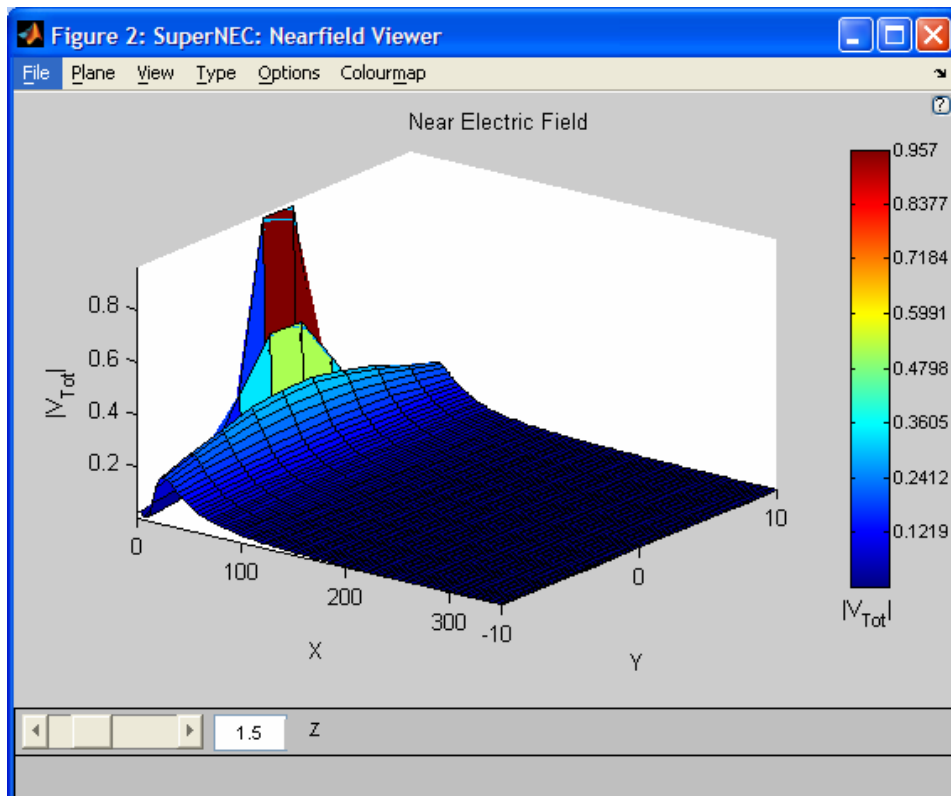 Figure 2: SuperNEC: Nearfield Viewer
File Plane View Type Options Colourmap
?
Near Electric Field
0.957
0.8377
0.7184
0.5991
0.4798
0.3605
0.2412
0.1219
|V_Tot|
0.8
0.6
0.4
0.2
|V_Tot|
0
100
200
300
X
-10
0
10
Y
1.5 Z